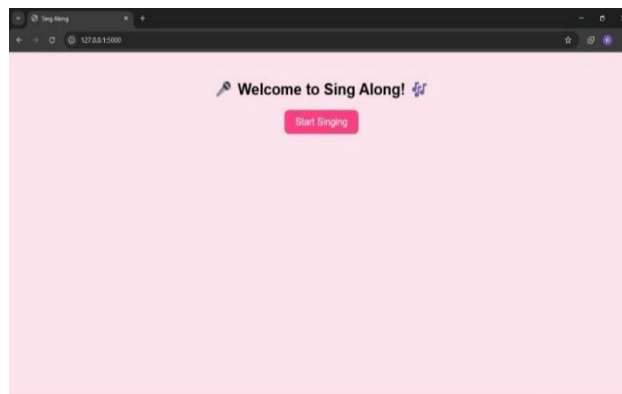 Sing Along
127.0.0.1:5000
🎤 Welcome to Sing Along! 🎶
Start Singing